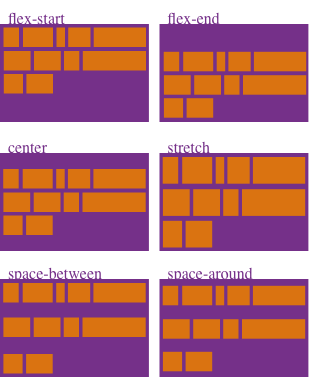 flex-start
flex-end
center
stretch
space-between
space-around